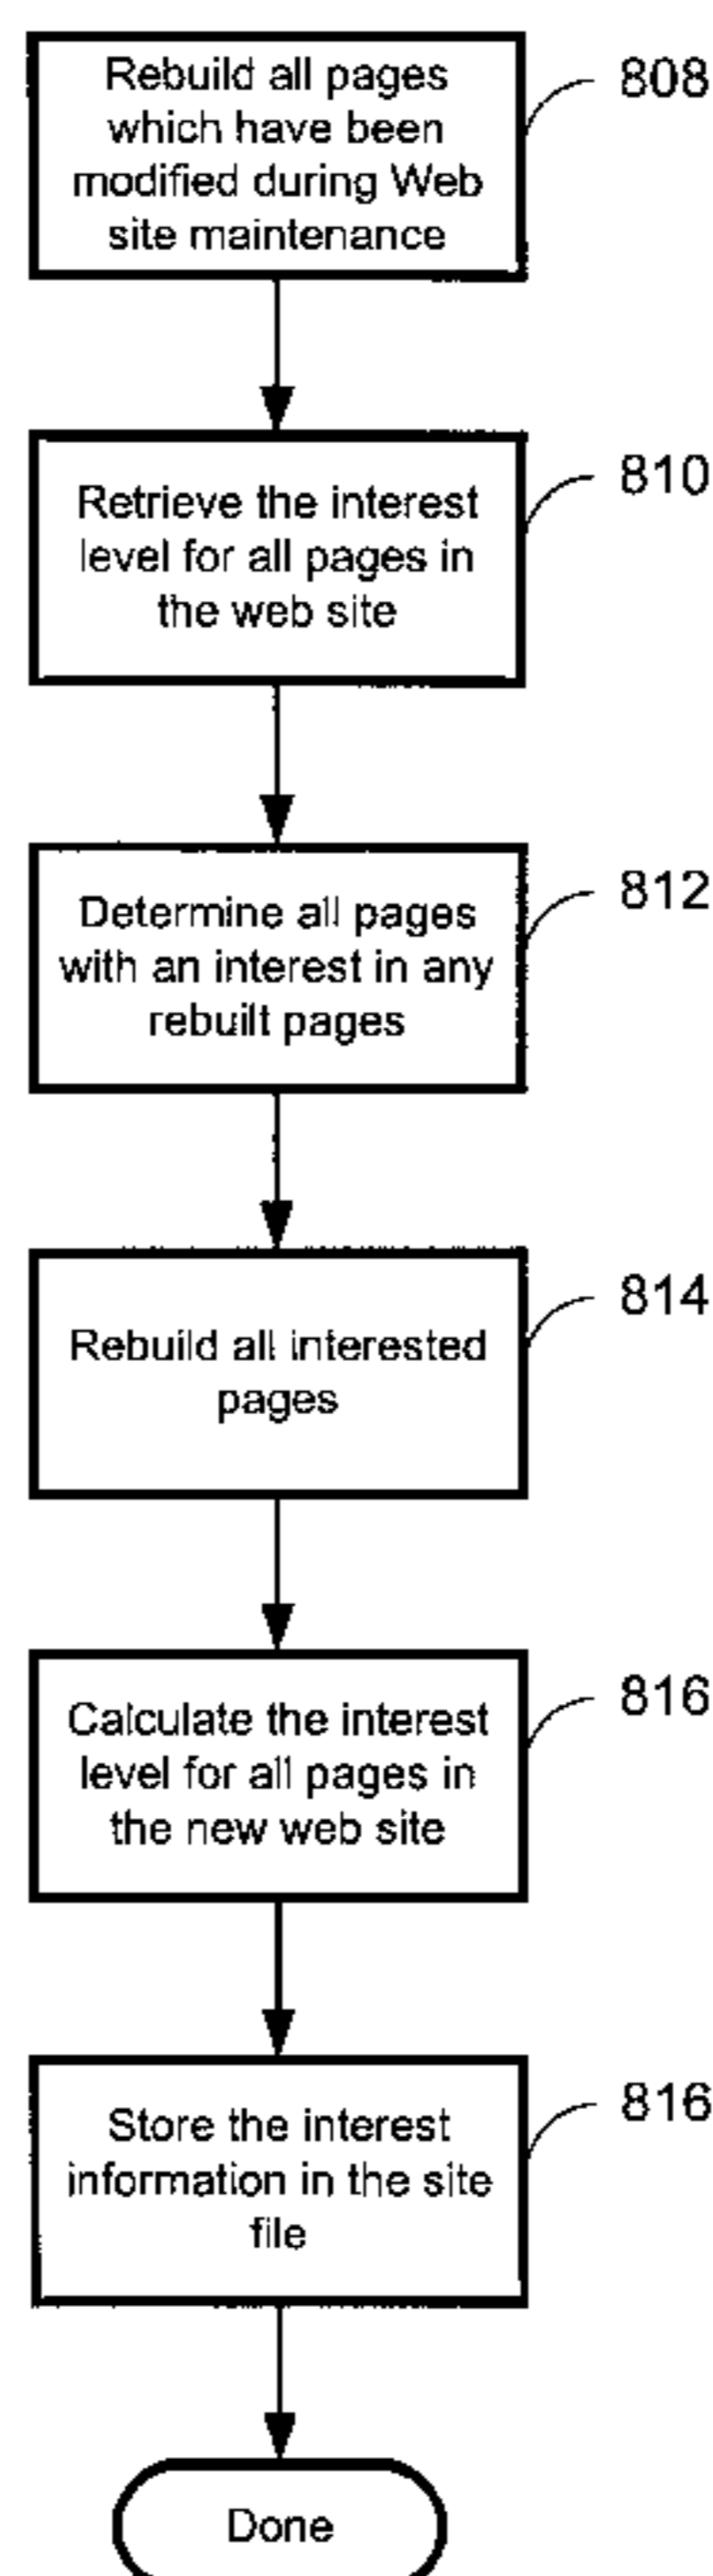 Rebuild all pages
which have been
modified during Web
site maintenance
808
Retrieve the interest
level for all pages in
the web site
810
Determine all pages
with an interest in any
rebuilt pages
812
Rebuild all interested
pages
814
Calculate the interest
level for all pages in
the new web site
816
Store the interest
information in the site
file
816
Done